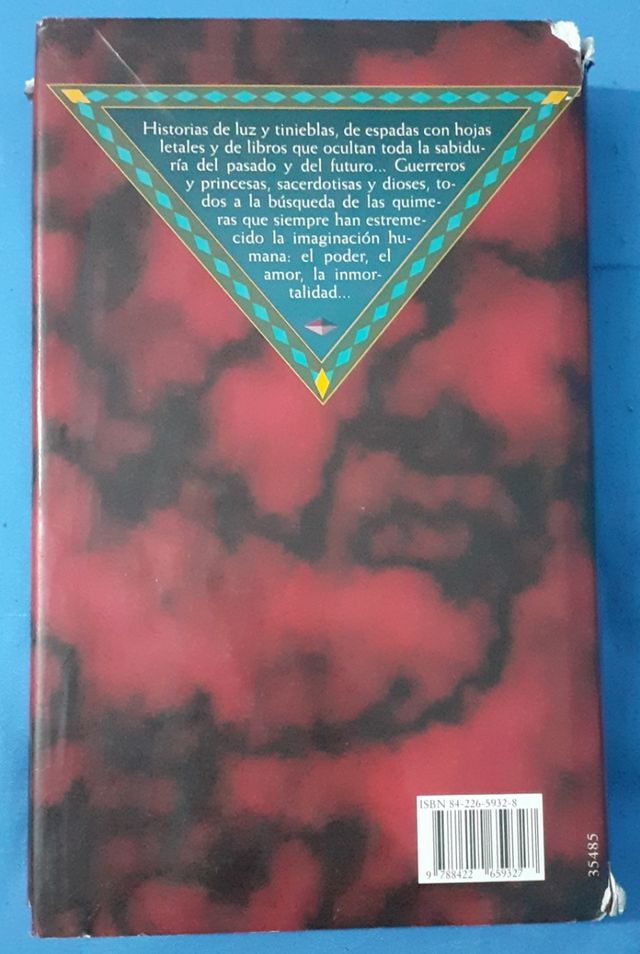 Historias de luz y tinieblas, de espadas con hojas
letales y de libros que ocultan toda la sabidu-
ría del pasado y del futuro... Guerreros
y princesas, sacerdotisas y dioses, to-
dos a la búsqueda de las quime-
ras que siempre han estreme-
cido la imaginación hu-
mana: el poder, el
amor, la inmor-
talidad...
ISBN 84-226-5932-8
9 788422 659327
35485